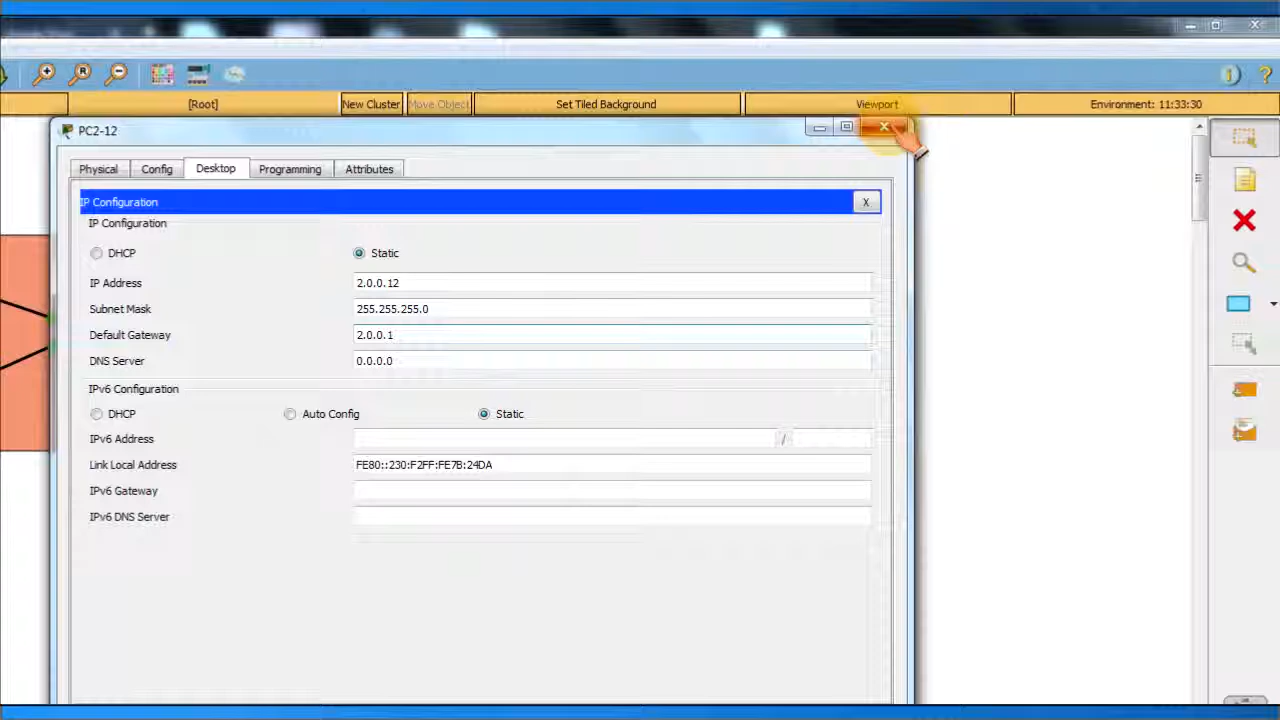 [Root] New Cluster Move Object Set Tiled Background Viewport Environment: 11:33:30
PC2-12
Physical Config Desktop Programming Attributes
IP Configuration X
IP Configuration
DHCP Static
IP Address 2.0.0.12
Subnet Mask 255.255.255.0
Default Gateway 2.0.0.1
DNS Server 0.0.0.0
IPv6 Configuration
DHCP Auto Config Static
IPv6 Address /
Link Local Address FE80::230:F2FF:FE7B:24DA
IPv6 Gateway
IPv6 DNS Server